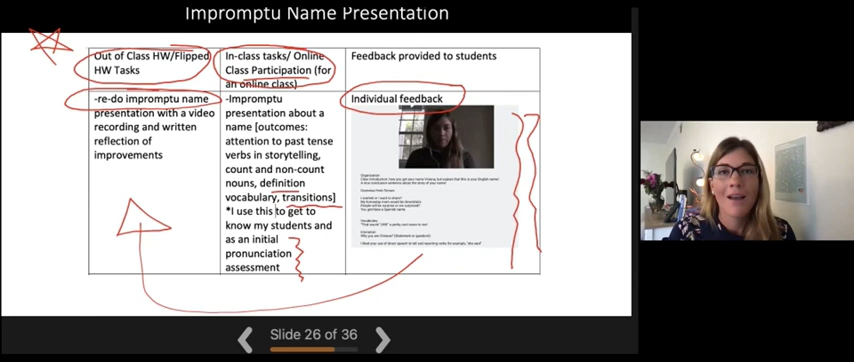 Impromptu Name Presentation
Out of Class HW/Flipped
HW Tasks
In-class tasks/ Online
Class Participation (for
an online class)
Feedback provided to students
-re-do impromptu name
presentation with a video
recording and written
reflection of
improvements
-Impromptu
presentation about a
name [outcomes:
attention to past tense
verbs in storytelling,
count and non-count
nouns, definition
vocabulary, transitions]
*I use this to get to
know my students and
as an initial
pronunciation
assessment
Individual feedback
Organization
Grammar
Vocabulary
Slide 26 of 36